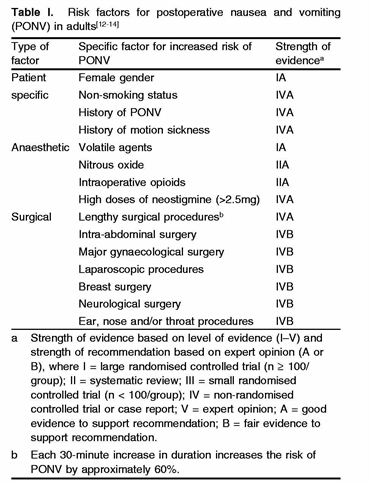 Table I. Risk factors for postoperative nausea and vomiting
(PONV) in adults[12-14]
Type of factor Specific factor for increased risk of PONV Strength of evidence^a
Patient specific Female gender IA
Non-smoking status IVA
History of PONV IVA
History of motion sickness IVA
Anaesthetic Volatile agents IA
Nitrous oxide IIA
Intraoperative opioids IIA
High doses of neostigmine (>2.5mg) IVA
Surgical Lengthy surgical procedures^b IVA
Intra-abdominal surgery IVB
Major gynaecological surgery IVB
Laparoscopic procedures IVB
Breast surgery IVB
Neurological surgery IVB
Ear, nose and/or throat procedures IVB
a Strength of evidence based on level of evidence (I–V) and
strength of recommendation based on expert opinion (A or
B), where I = large randomised controlled trial (n ≥ 100/
group); II = systematic review; III = small randomised
controlled trial (n < 100/group); IV = non-randomised
controlled trial or case report; V = expert opinion; A = good
evidence to support recommendation; B = fair evidence to
support recommendation.
b Each 30-minute increase in duration increases the risk of
PONV by approximately 60%.